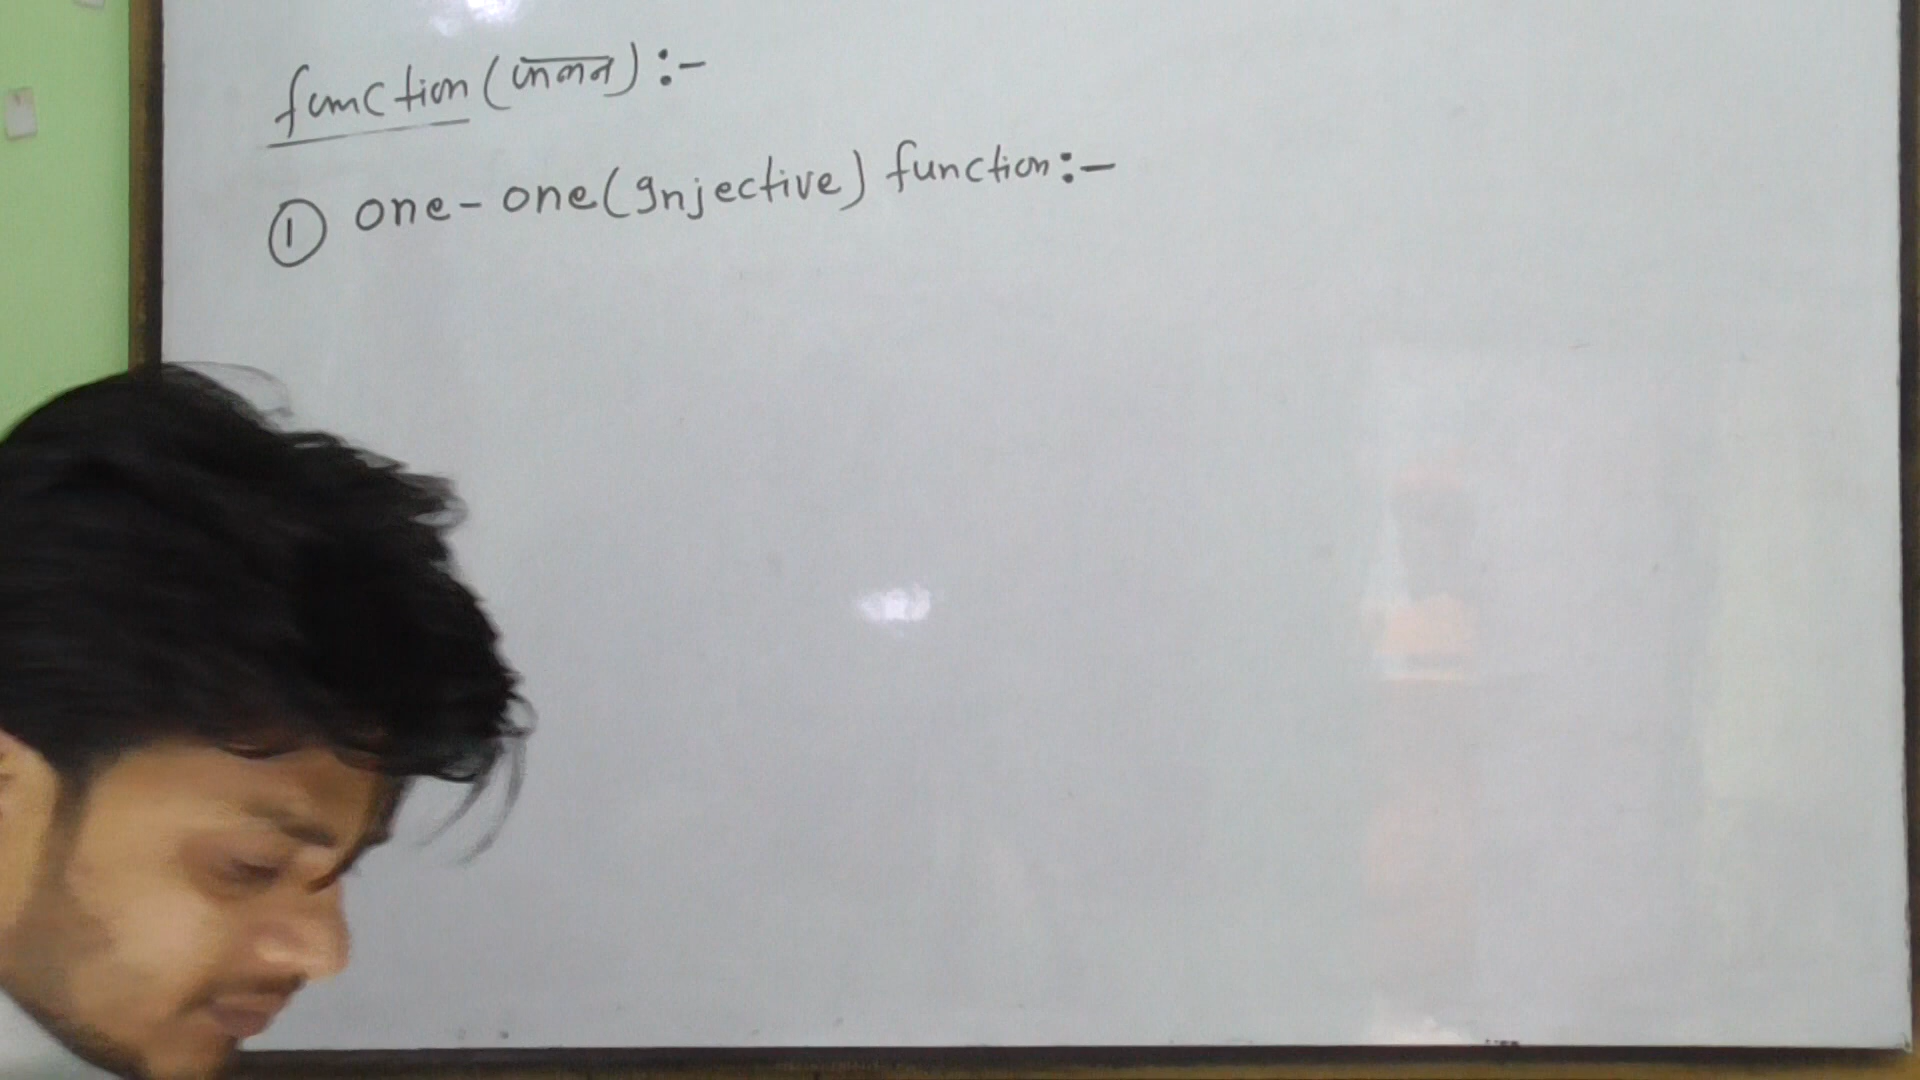 function (फलन) :-
① one-one (Injective) function :-